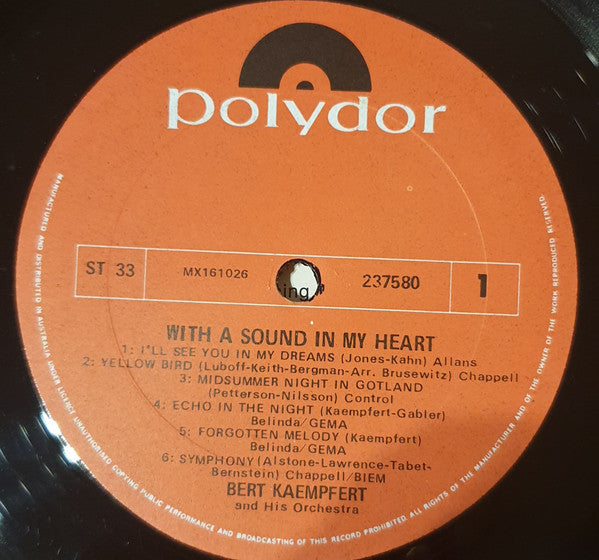 polydor
ST 33
MX161026
ing
237580
1
WITH A SOUND IN MY HEART
1: I'LL SEE YOU IN MY DREAMS (Jones-Kahn) Allans
2: YELLOW BIRD (Luboff-Keith-Bergman-Arr. Brusewitz) Chappell
3: MIDSUMMER NIGHT IN GOTLAND
(Petterson-Nilsson) Control
4: ECHO IN THE NIGHT (Kaempfert-Gabler)
Belinda/GEMA
5: FORGOTTEN MELODY (Kaempfert)
Belinda/GEMA
6: SYMPHONY (Alstone-Lawrence-Tabet-
Bernstein) Chappell/BIEM
BERT KAEMPFERT
and His Orchestra
MANUFACTURED AND DISTRIBUTED IN AUSTRALIA UNDER LICENCE UNAUTHORISED COPYING PUBLIC PERFORMANCE AND BROADCASTING OF THIS RECORD PROHIBITED ALL RIGHTS OF THE MANUFACTURER AND OF THE OWNER OF THE WORK REPRODUCED RESERVED.